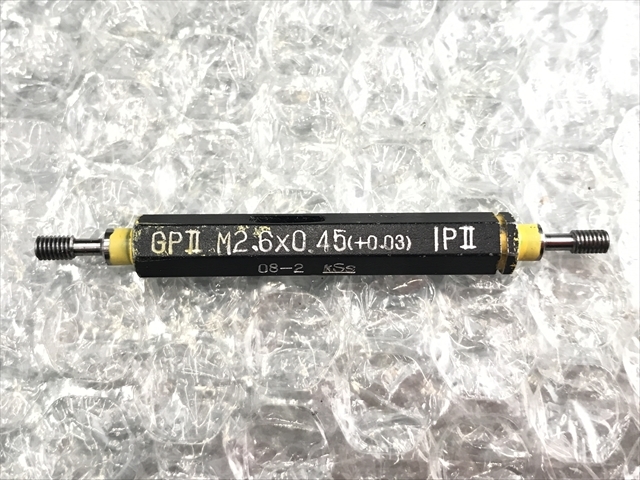 GPⅡ M2.6x0.45(+0.03) IPⅡ
08-2 KSS